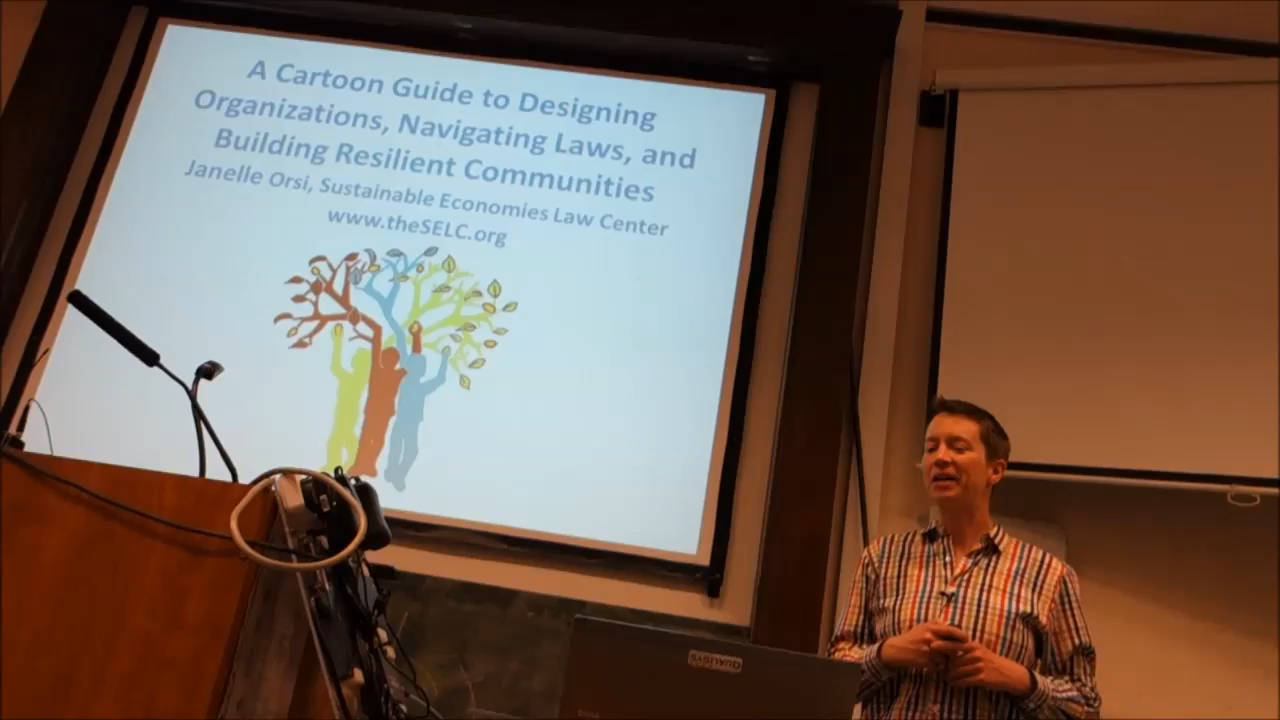 A Cartoon Guide to Designing
Organizations, Navigating Laws, and
Building Resilient Communities
Janelle Orsi, Sustainable Economies Law Center
www.theSELC.org
QUALISYS